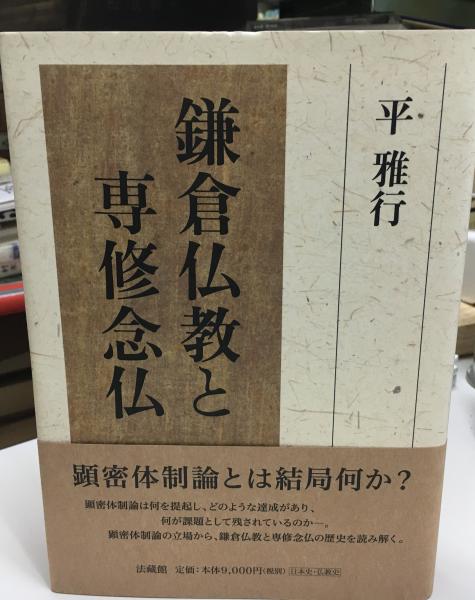 平 雅行
鎌倉仏教と
専修念仏
顕密体制論とは結局何か?
顕密体制論は何を提起し、どのような達成があり、
何が課題として残されているのか―。
顕密体制論の立場から、鎌倉仏教と専修念仏の歴史を読み解く。
法藏館 定価:本体9,000円(税別) 日本史・仏教史